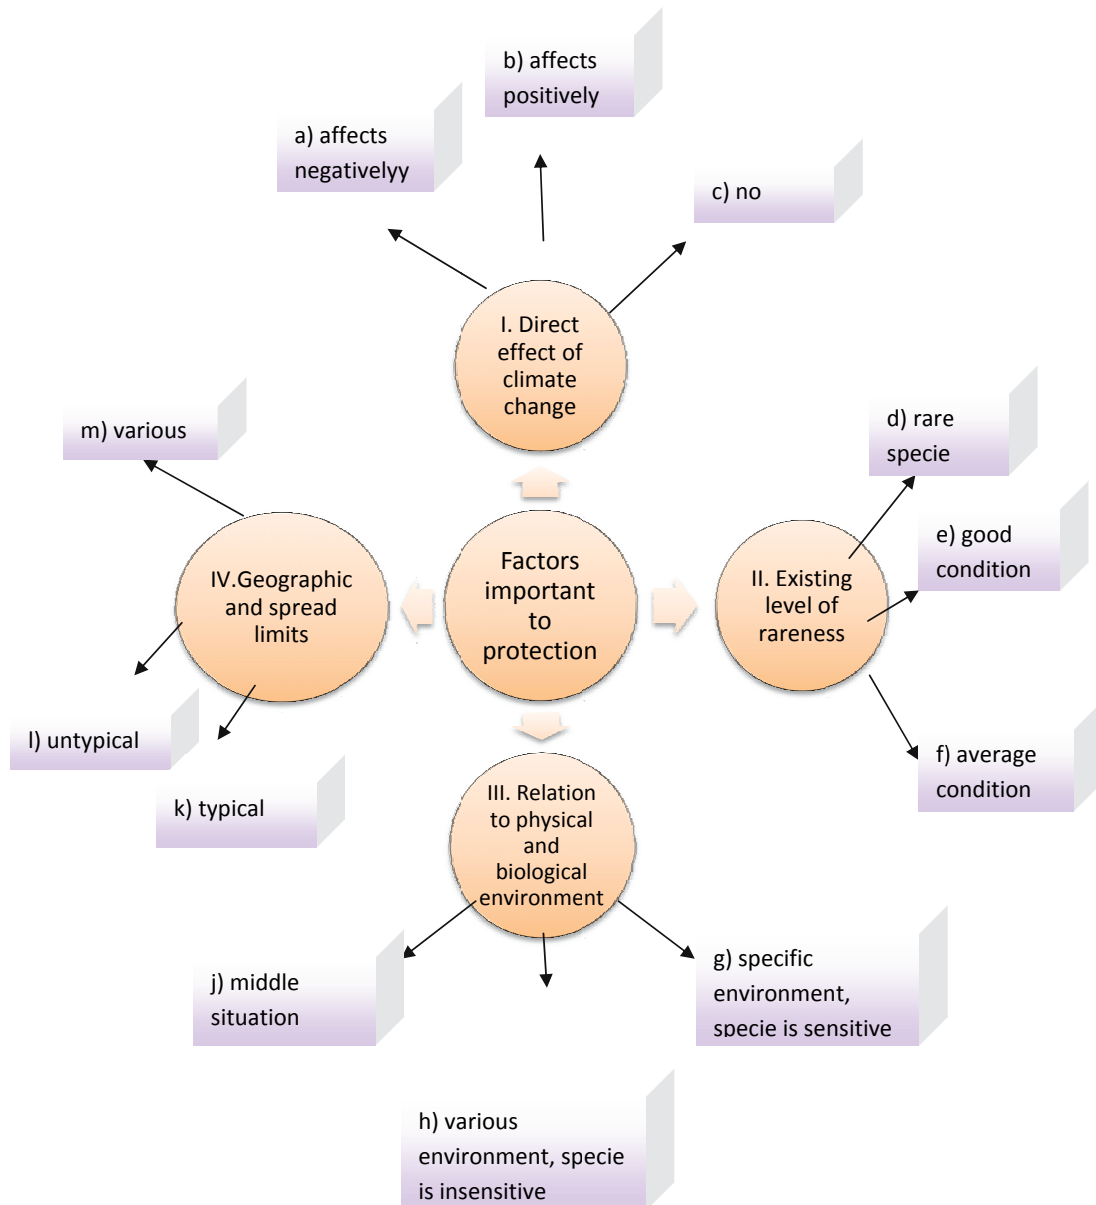 b) affects
positively
a) affects
negativelyy
c) no
I. Direct
effect of
climate
change
m) various
d) rare
specie
IV.Geographic
and spread
limits
Factors
important
to
protection
II. Existing
level of
rareness
e) good
condition
l) untypical
k) typical
f) average
condition
III. Relation
to physical
and
biological
environment
j) middle
situation
g) specific
environment,
specie is sensitive
h) various
environment, specie
is insensitive